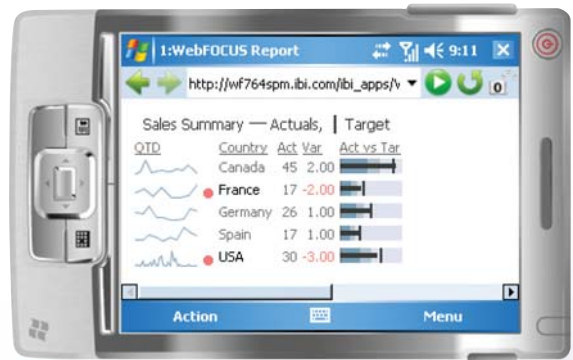 1:WebFOCUS Report 9:11
http://wf764spm.ibi.com/ibi_apps/
Sales Summary — Actuals, | Target
QTD Country Act Var Act vs Tar
Canada 45 2.00
France 17 -2.00
Germany 26 1.00
Spain 17 1.00
USA 30 -3.00
Action Menu